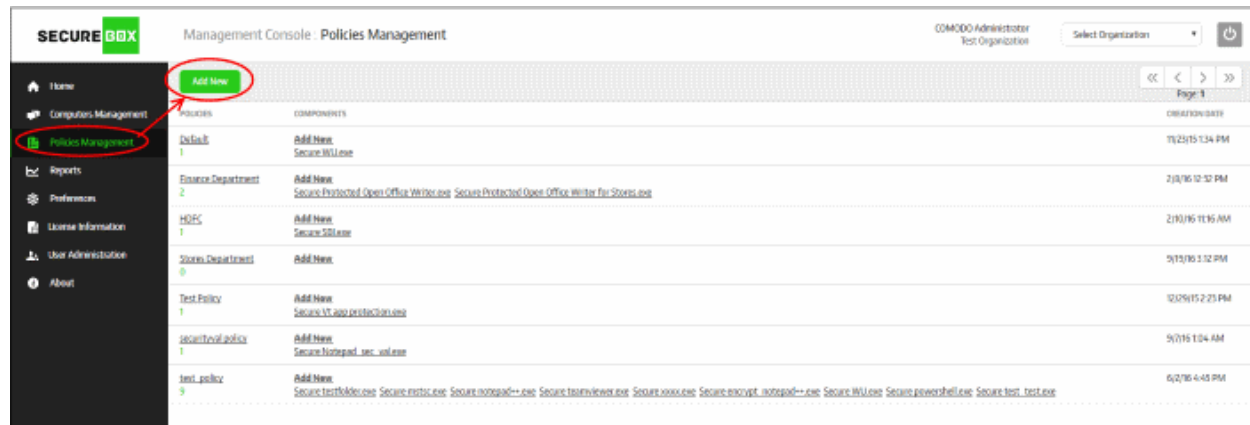 SECURE BOX
Management Console : Policies Management
COMODO Administrator
Test Organization
Select Organization
Home
Computers Management
Policies Management
Reports
Preferences
License Information
User Administration
About
Add New
Page: 1
POLICIES COMPONENTS CREATION DATE
Default Add New 11/23/15 1:34 PM
1 Secure WU.exe
Finance Department Add New 2/8/16 12:52 PM
2 Secure Protected Open Office Writer.exe Secure Protected Open Office Writer for Stores.exe
HDFC Add New 2/10/16 11:16 AM
1 Secure SBI.exe
Stores Department Add New 9/15/16 3:12 PM
0
Test Policy Add New 12/29/15 2:23 PM
1 Secure Vt app protection.exe
securityval policy Add New 9/7/16 1:04 AM
1 Secure Notepad_sec_val.exe
test_policy Add New 6/2/16 4:45 PM
9 Secure testfolder.exe Secure mstsc.exe Secure notepad++.exe Secure teamviewer.exe Secure xxxx.exe Secure encrypt_notepad++.exe Secure WU.exe Secure powershell.exe Secure test_test.exe